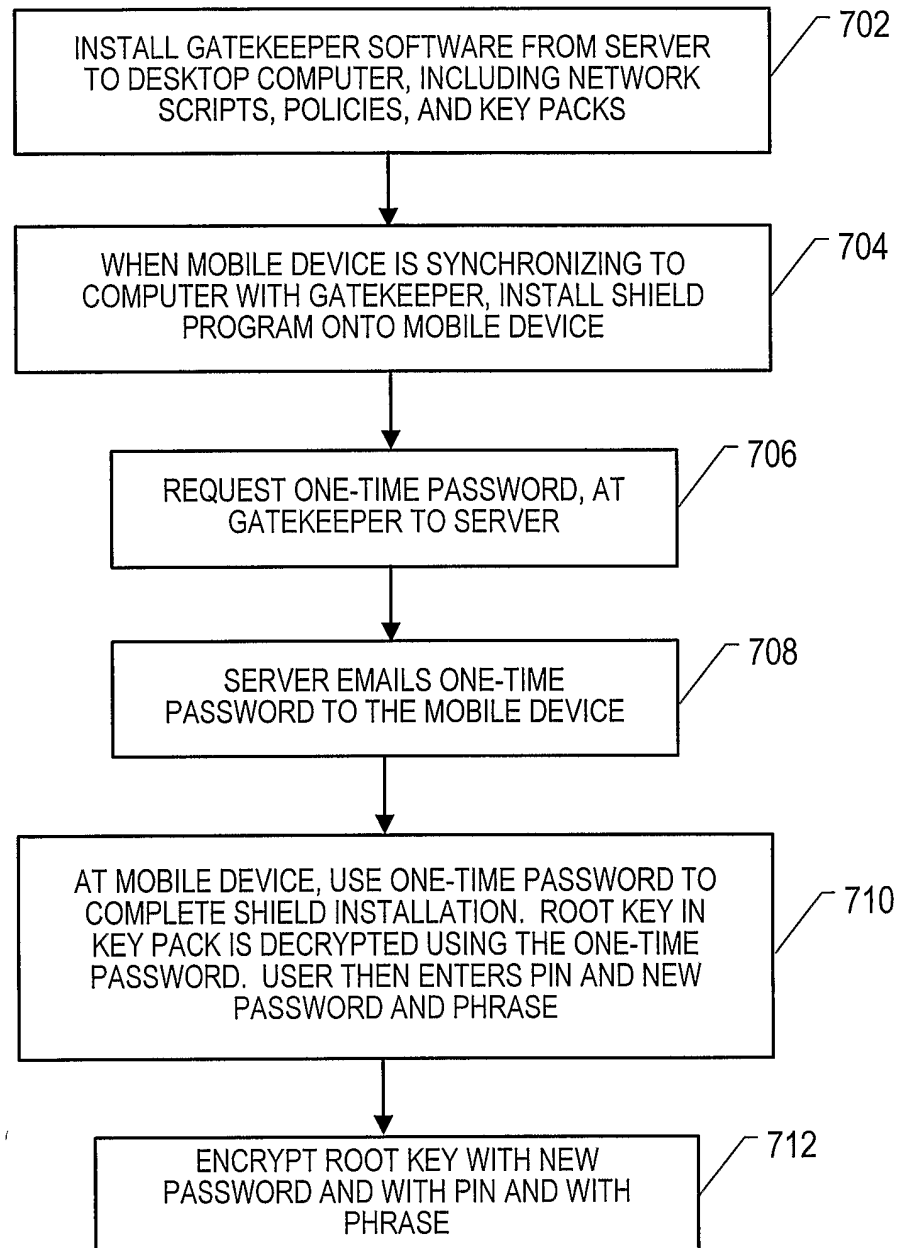 INSTALL GATEKEEPER SOFTWARE FROM SERVER
TO DESKTOP COMPUTER, INCLUDING NETWORK
SCRIPTS, POLICIES, AND KEY PACKS
702
WHEN MOBILE DEVICE IS SYNCHRONIZING TO
COMPUTER WITH GATEKEEPER, INSTALL SHIELD
PROGRAM ONTO MOBILE DEVICE
704
REQUEST ONE-TIME PASSWORD, AT
GATEKEEPER TO SERVER
706
SERVER EMAILS ONE-TIME
PASSWORD TO THE MOBILE DEVICE
708
AT MOBILE DEVICE, USE ONE-TIME PASSWORD TO
COMPLETE SHIELD INSTALLATION. ROOT KEY IN
KEY PACK IS DECRYPTED USING THE ONE-TIME
PASSWORD. USER THEN ENTERS PIN AND NEW
PASSWORD AND PHRASE
710
ENCRYPT ROOT KEY WITH NEW
PASSWORD AND WITH PIN AND WITH
PHRASE
712